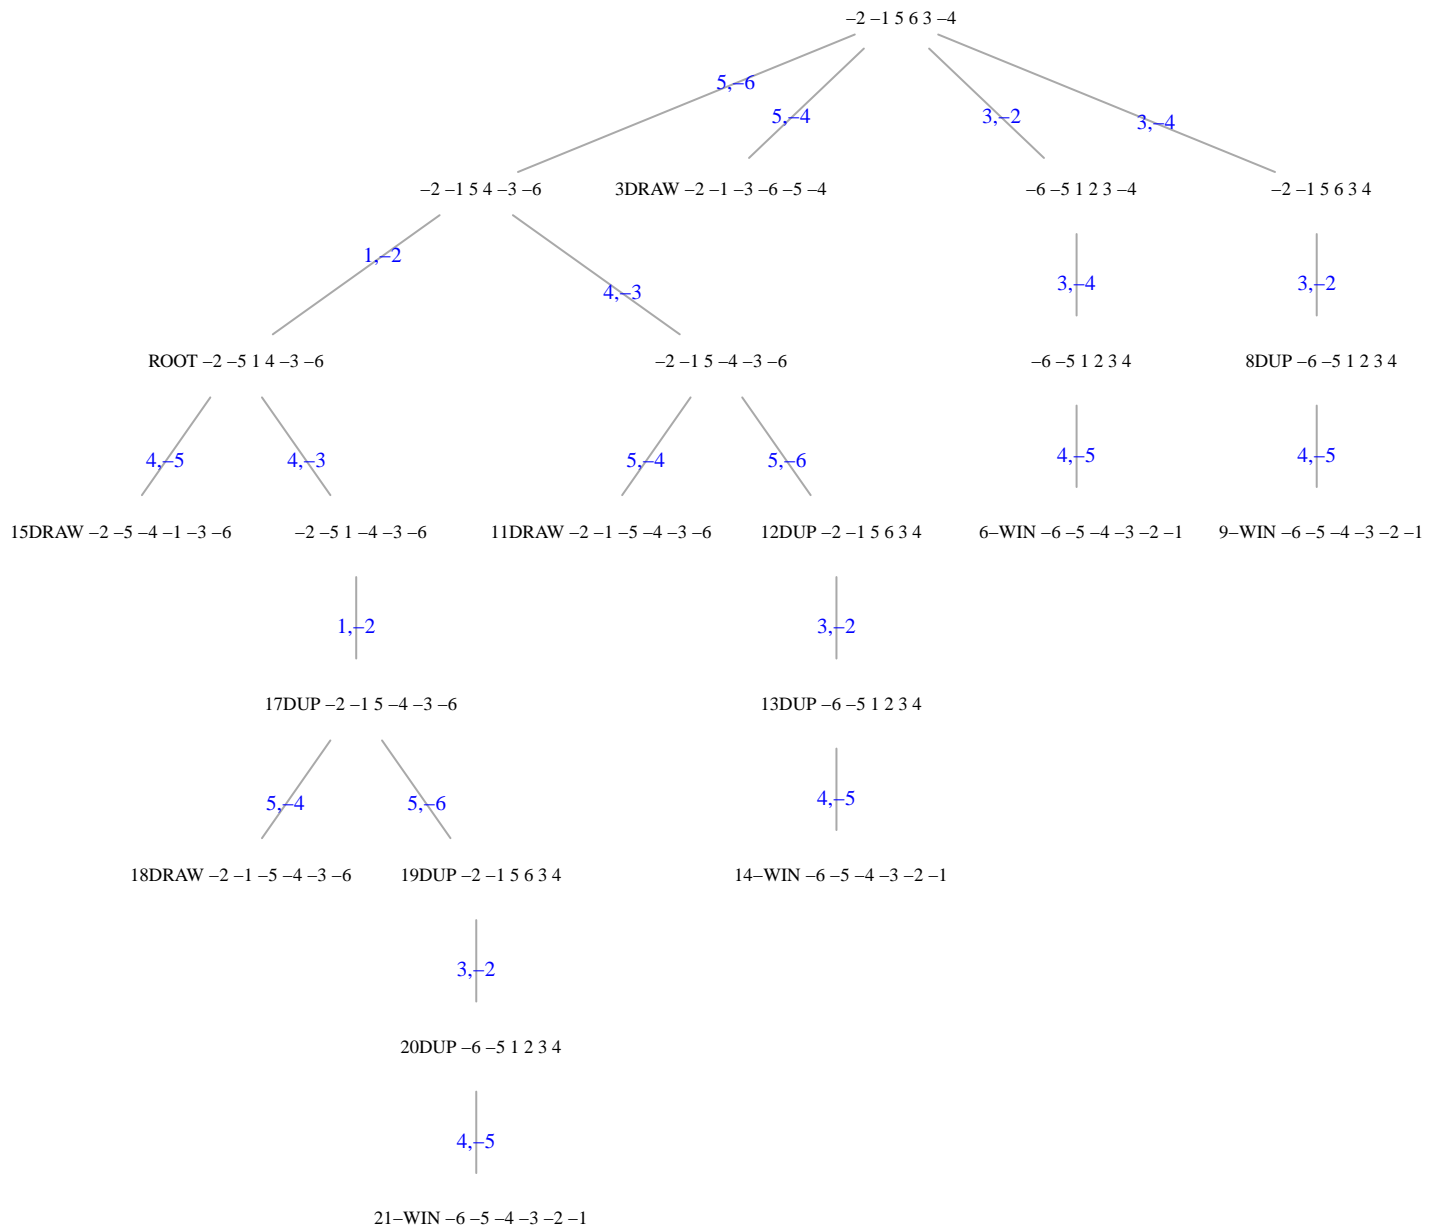 –2 –1 5 6 3 –4
5,–6
5,–4
3,–2
3,–4
–2 –1 5 4 –3 –6
3DRAW –2 –1 –3 –6 –5 –4
–6 –5 1 2 3 –4
–2 –1 5 6 3 4
1,–2
4,–3
3,–4
3,–2
ROOT –2 –5 1 4 –3 –6
–2 –1 5 –4 –3 –6
–6 –5 1 2 3 4
8DUP –6 –5 1 2 3 4
4,–5
4,–3
5,–4
5,–6
4,–5
4,–5
15DRAW –2 –5 –4 –1 –3 –6
–2 –5 1 –4 –3 –6
11DRAW –2 –1 –5 –4 –3 –6
12DUP –2 –1 5 6 3 4
6–WIN –6 –5 –4 –3 –2 –1
9–WIN –6 –5 –4 –3 –2 –1
1,–2
3,–2
17DUP –2 –1 5 –4 –3 –6
13DUP –6 –5 1 2 3 4
5,–4
5,–6
4,–5
18DRAW –2 –1 –5 –4 –3 –6
19DUP –2 –1 5 6 3 4
14–WIN –6 –5 –4 –3 –2 –1
3,–2
20DUP –6 –5 1 2 3 4
4,–5
21–WIN –6 –5 –4 –3 –2 –1